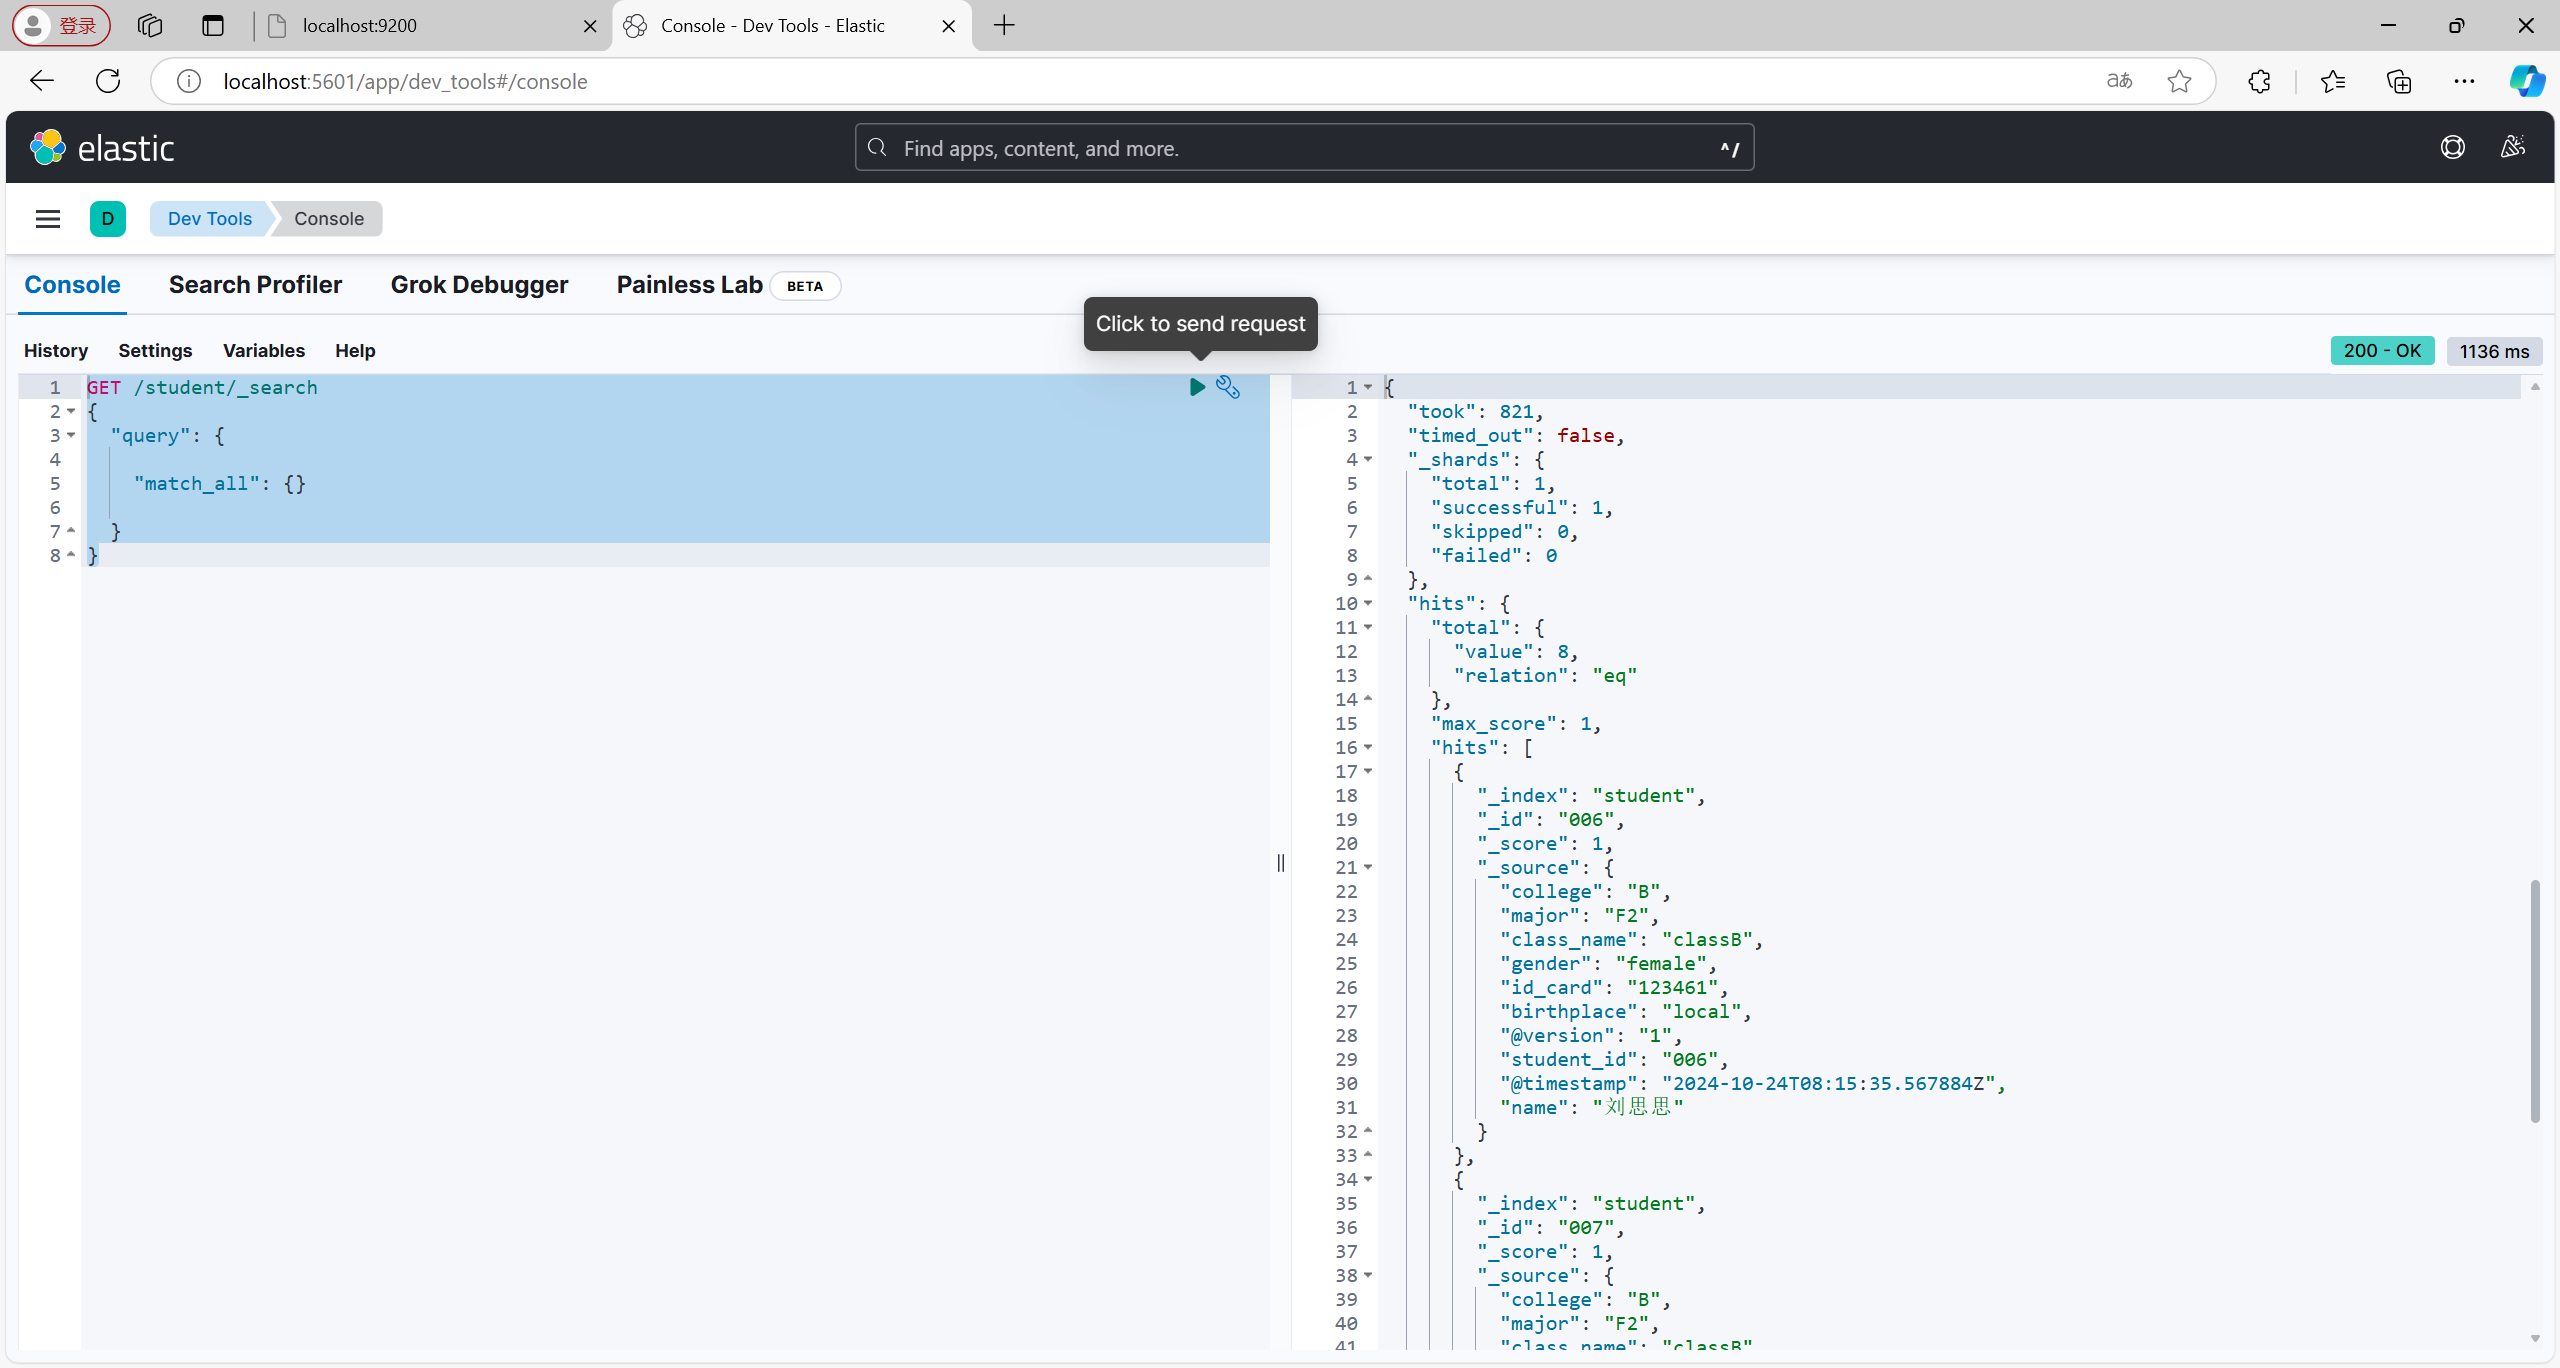 登录
localhost:9200
Console - Dev Tools - Elastic
localhost:5601/app/dev_tools#/console
aあ
elastic
Find apps, content, and more.
^/
D
Dev Tools
Console
Console
Search Profiler
Grok Debugger
Painless Lab
BETA
Click to send request
History
Settings
Variables
Help
200 - OK
1136 ms
1 GET /student/_search
2 {
3 "query": {
4
5 "match_all": {}
6
7 }
8 }
1 {
2 "took": 821,
3 "timed_out": false,
4 "_shards": {
5 "total": 1,
6 "successful": 1,
7 "skipped": 0,
8 "failed": 0
9 },
10 "hits": {
11 "total": {
12 "value": 8,
13 "relation": "eq"
14 },
15 "max_score": 1,
16 "hits": [
17 {
18 "_index": "student",
19 "_id": "006",
20 "_score": 1,
21 "_source": {
22 "college": "B",
23 "major": "F2",
24 "class_name": "classB",
25 "gender": "female",
26 "id_card": "123461",
27 "birthplace": "local",
28 "@version": "1",
29 "student_id": "006",
30 "@timestamp": "2024-10-24T08:15:35.567884Z",
31 "name": "刘思思"
32 }
33 },
34 {
35 "_index": "student",
36 "_id": "007",
37 "_score": 1,
38 "_source": {
39 "college": "B",
40 "major": "F2",
41 "class_name": "classB"